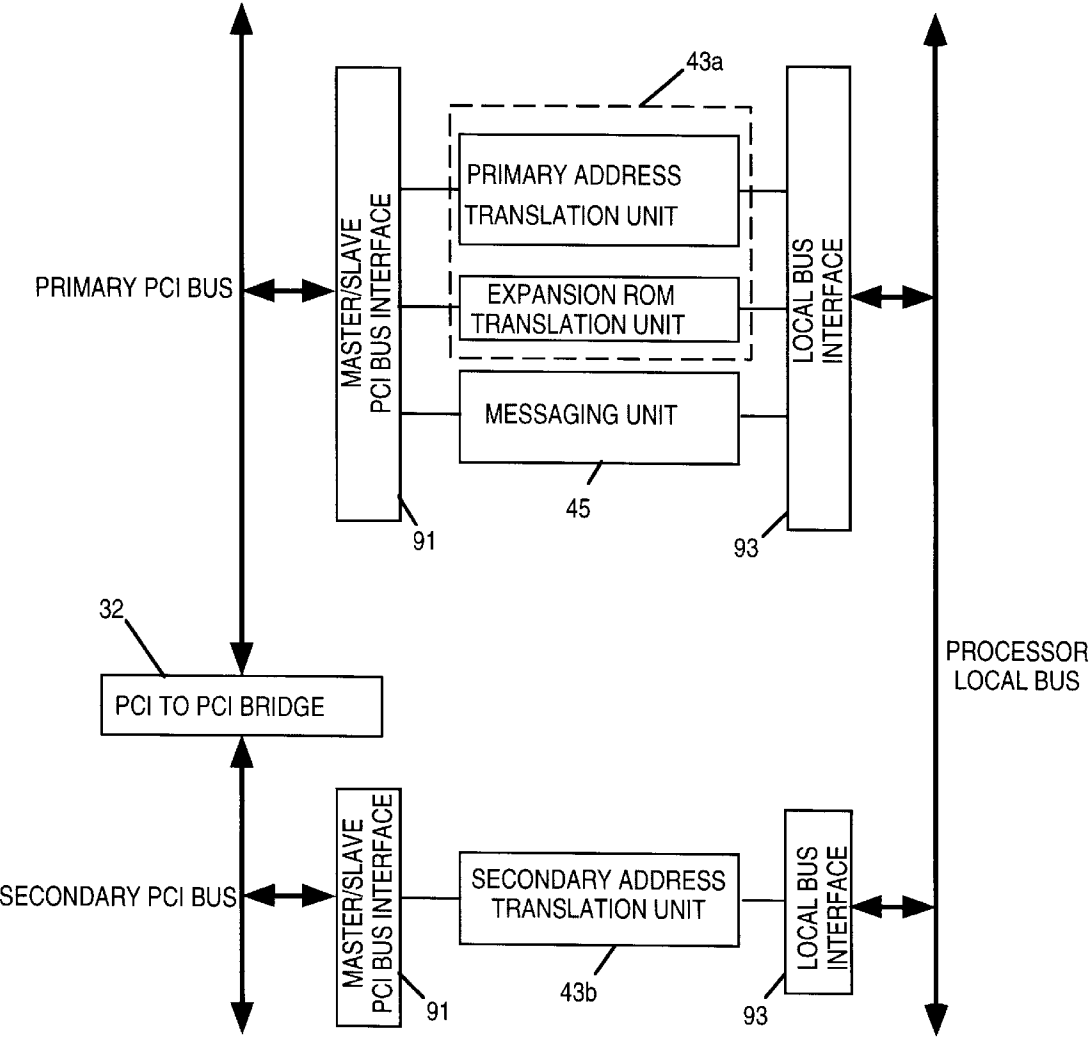 43a
PRIMARY ADDRESS
TRANSLATION UNIT
MASTER/SLAVE
PCI BUS INTERFACE
LOCAL BUS
INTERFACE
PRIMARY PCI BUS
EXPANSION ROM
TRANSLATION UNIT
MESSAGING UNIT
45
91
93
32
PCI TO PCI BRIDGE
PROCESSOR
LOCAL BUS
MASTER/SLAVE
PCI BUS INTERFACE
SECONDARY ADDRESS
TRANSLATION UNIT
LOCAL BUS
INTERFACE
SECONDARY PCI BUS
43b
91
93